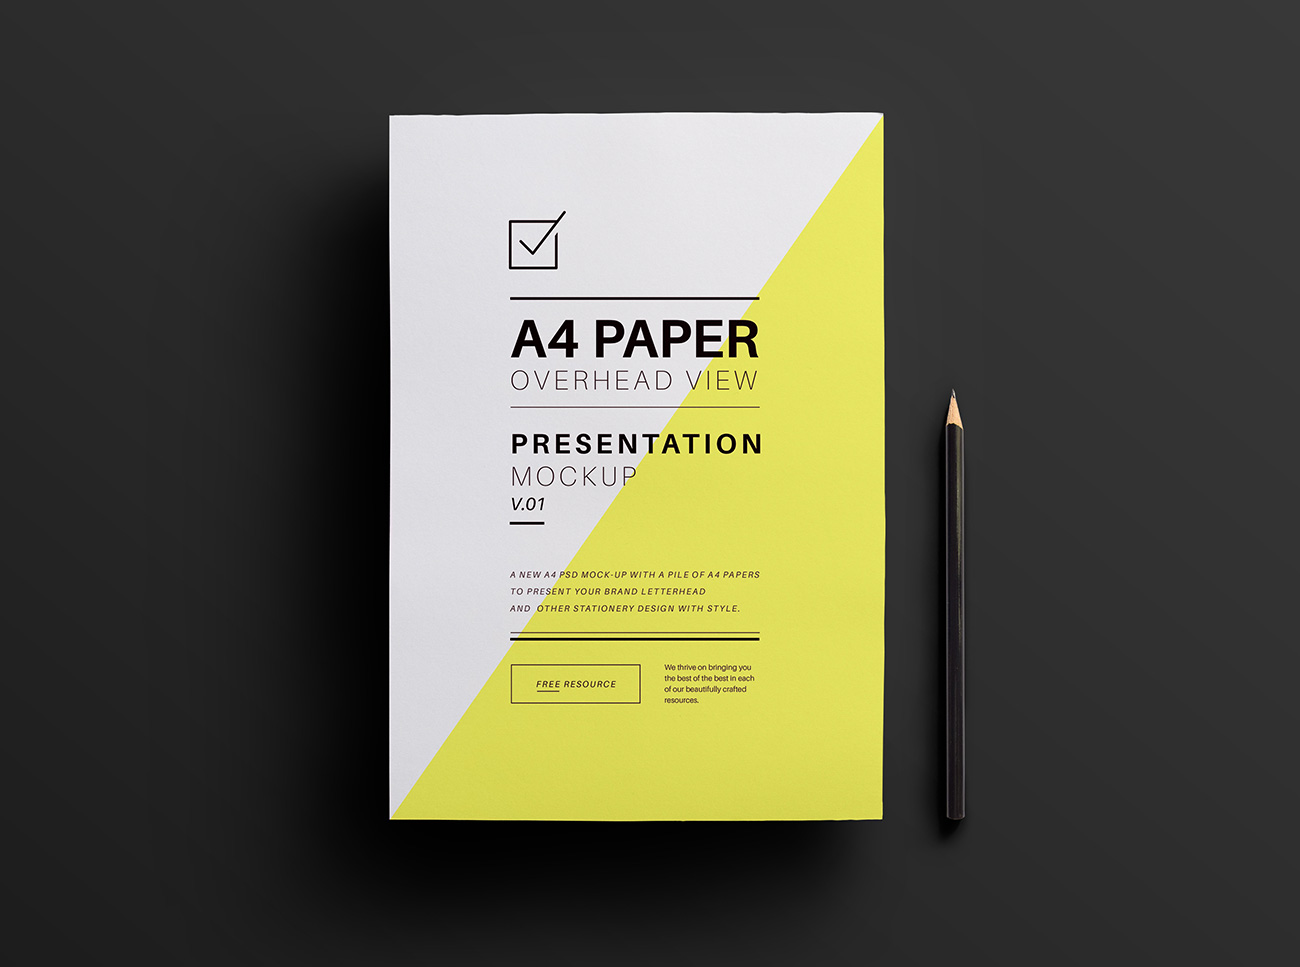 A4 PAPER
OVERHEAD VIEW
PRESENTATION
MOCKUP
V.01
A NEW A4 PSD MOCK-UP WITH A PILE OF A4 PAPERS
TO PRESENT YOUR BRAND LETTERHEAD
AND OTHER STATIONERY DESIGN WITH STYLE.
FREE RESOURCE
We thrive on bringing you
the best of the best in each
of our beautifully crafted
resources.